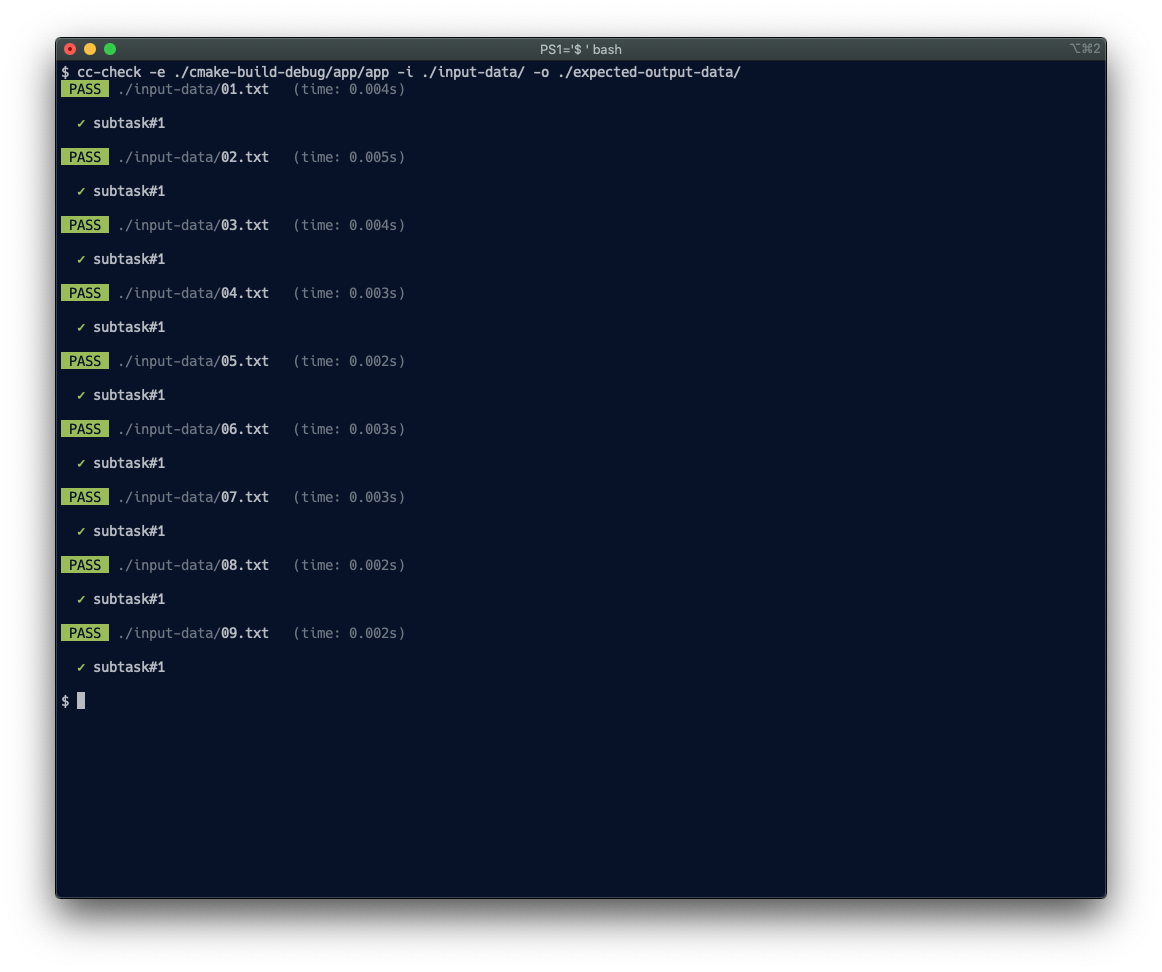 PS1='$ ' bash
⌥⌘2
$ cc-check -e ./cmake-build-debug/app/app -i ./input-data/ -o ./expected-output-data/
PASS ./input-data/01.txt (time: 0.004s)
✓ subtask#1
PASS ./input-data/02.txt (time: 0.005s)
✓ subtask#1
PASS ./input-data/03.txt (time: 0.004s)
✓ subtask#1
PASS ./input-data/04.txt (time: 0.003s)
✓ subtask#1
PASS ./input-data/05.txt (time: 0.002s)
✓ subtask#1
PASS ./input-data/06.txt (time: 0.003s)
✓ subtask#1
PASS ./input-data/07.txt (time: 0.003s)
✓ subtask#1
PASS ./input-data/08.txt (time: 0.002s)
✓ subtask#1
PASS ./input-data/09.txt (time: 0.002s)
✓ subtask#1
$